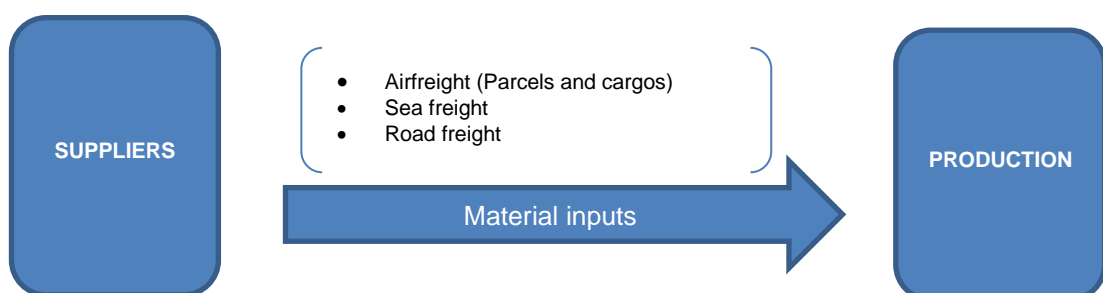 SUPPLIERS
• Airfreight (Parcels and cargos)
• Sea freight
• Road freight
Material inputs
PRODUCTION